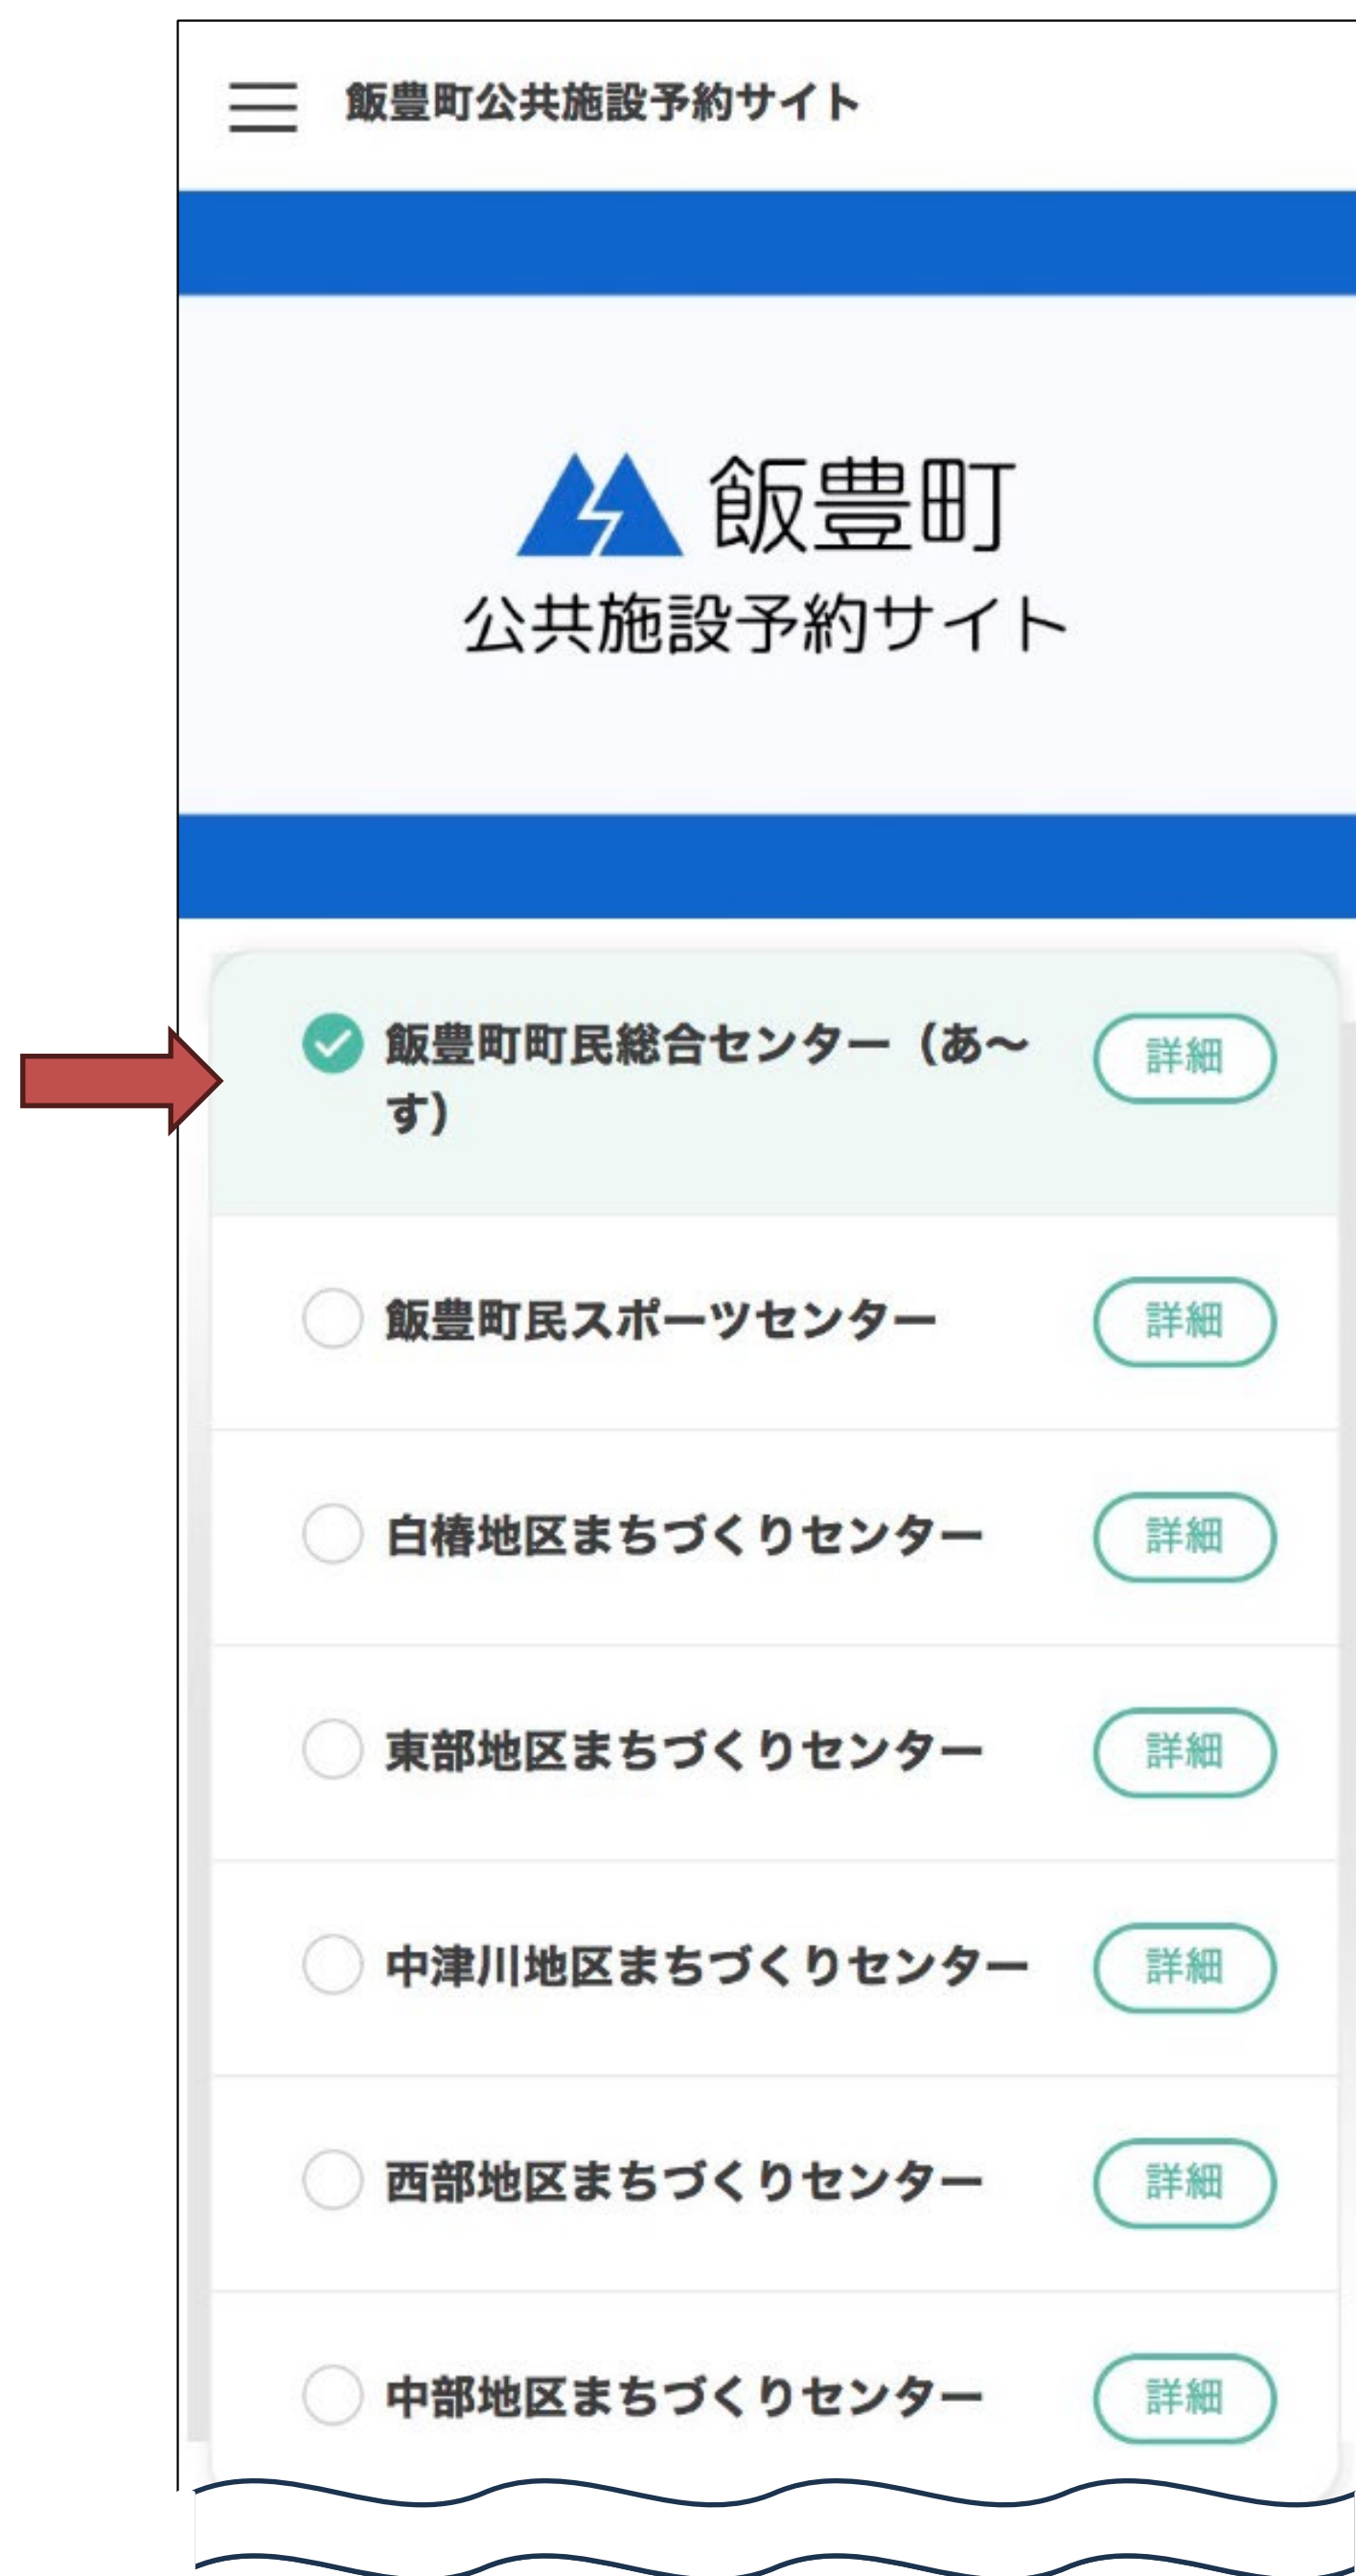 飯豊町公共施設予約サイト
飯豊町
公共施設予約サイト
飯豊町町民総合センター（あ〜
す）
詳細
飯豊町民スポーツセンター
詳細
白椿地区まちづくりセンター
詳細
東部地区まちづくりセンター
詳細
中津川地区まちづくりセンター
詳細
西部地区まちづくりセンター
詳細
中部地区まちづくりセンター
詳細